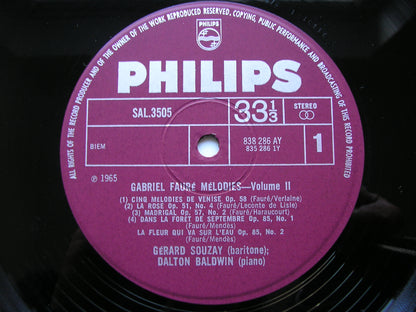 ALL RIGHTS OF THE RECORD PRODUCER AND OF THE OWNER OF THE WORK REPRODUCED RESERVED, COPYING, PUBLIC PERFORMANCE AND BROADCASTING OF THIS RECORD PROHIBITED
PHILIPS
PHILIPS
SAL.3505
33 1/3
STEREO
BIEM
838 286 AY
835 286 AY
1
℗ 1965
GABRIEL FAURÉ MÉLODIES—Volume II
(1) CINQ MELODIES DE VENISE Op. 58 (Fauré/Verlaine)
(2) LA ROSE Op. 51, No. 4 (Fauré/Leconte de Lisle)
(3) MADRIGAL Op. 57, No. 2 (Fauré/Haraucourt)
(4) DANS LA FORET DE SEPTEMBRE Op. 85, No. 1
(Fauré/Mendès)
LA FLEUR QUI VA SUR L'EAU Op. 85, No. 2
(Fauré/Mendès)
GÉRARD SOUZAY (baritone);
DALTON BALDWIN (piano)